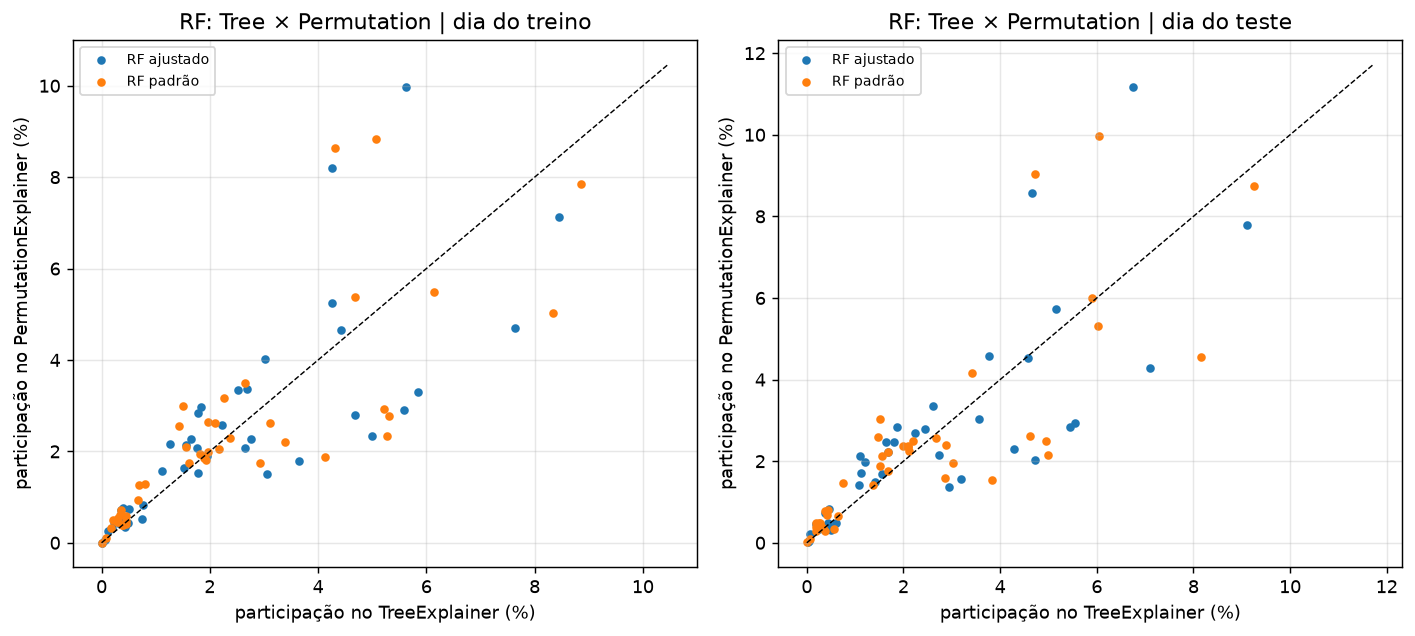 RF: Tree × Permutation | dia do treino
RF ajustado
RF padrão
10
8
6
4
2
0
0 2 4 6 8 10
participação no PermutationExplainer (%)
participação no TreeExplainer (%)
RF: Tree × Permutation | dia do teste
RF ajustado
RF padrão
12
10
8
6
4
2
0
0 2 4 6 8 10 12
participação no PermutationExplainer (%)
participação no TreeExplainer (%)